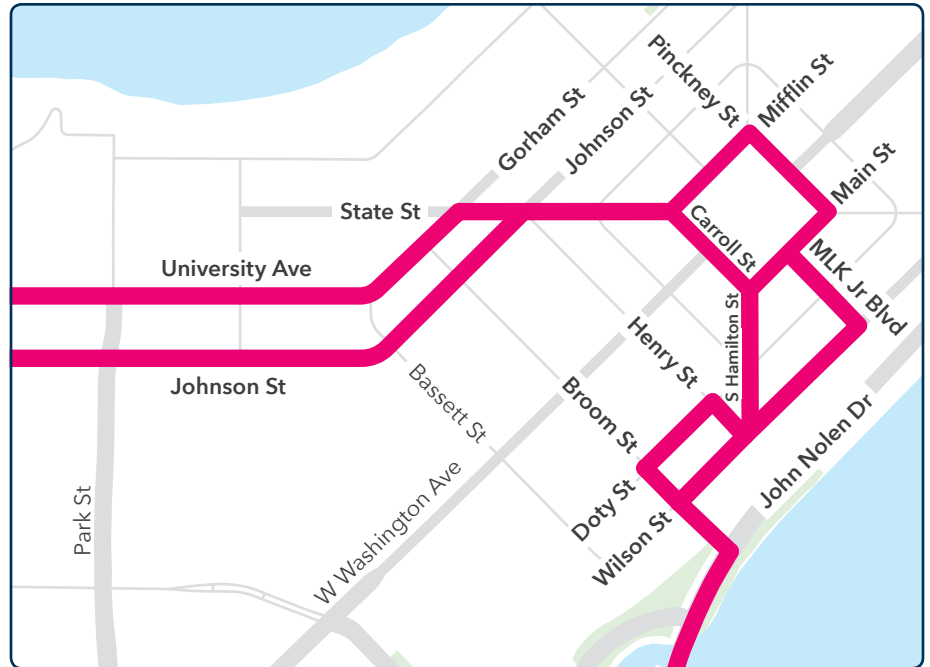 Pinckney St
Mifflin St
Gorham St
Johnson St
Main St
State St
Carroll St
MLK Jr Blvd
University Ave
S Hamilton St
Henry St
Johnson St
Bassett St
Broom St
John Nolen Dr
Park St
W Washington Ave
Doty St
Wilson St